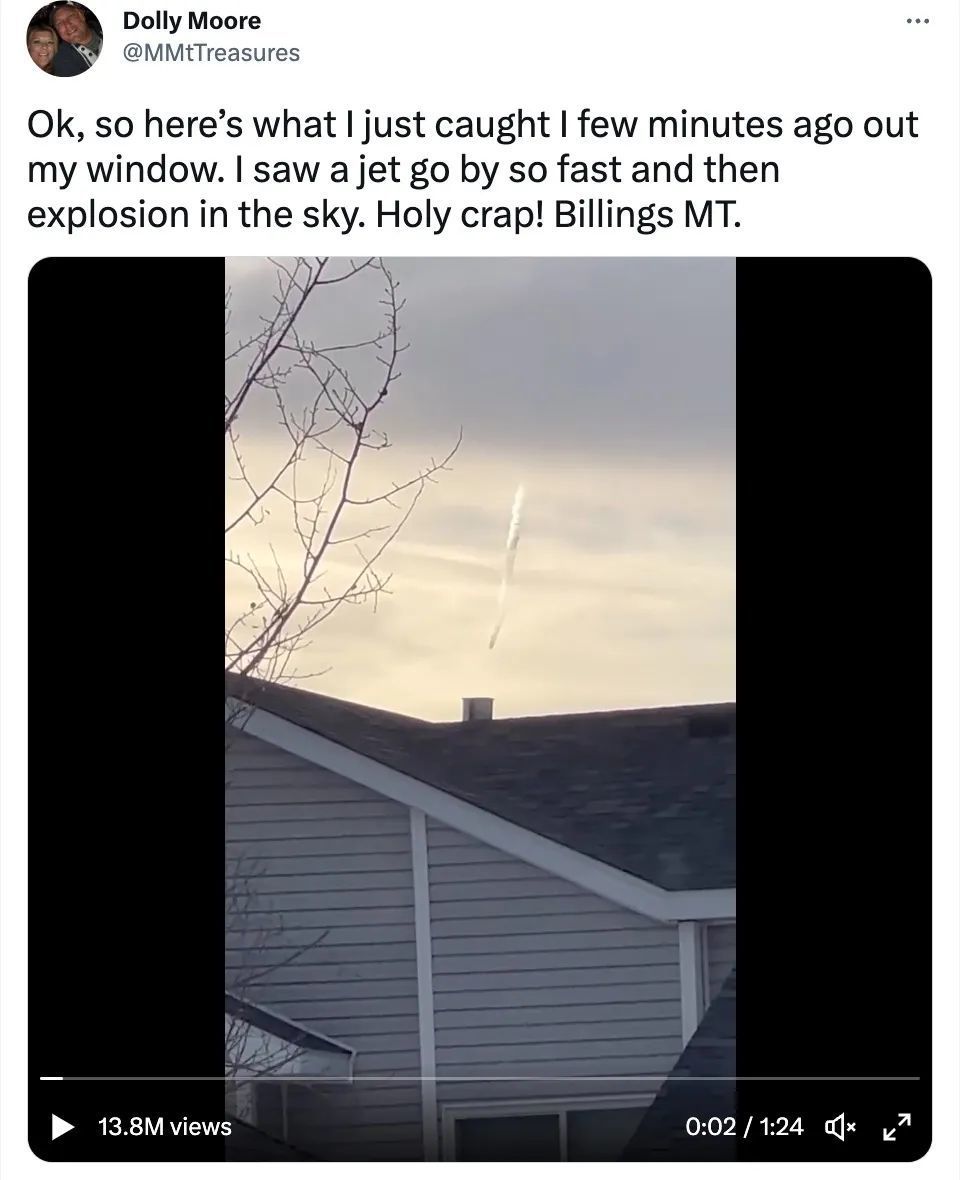 Dolly Moore
@MMtTreasures
Ok, so here’s what I just caught I few minutes ago out
my window. I saw a jet go by so fast and then
explosion in the sky. Holy crap! Billings MT.
13.8M views
0:02 / 1:24